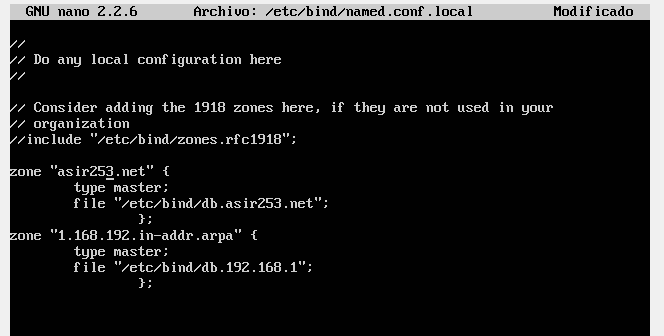 GNU nano 2.2.6 Archivo: /etc/bind/named.conf.local Modificado
//
// Do any local configuration here
//
// Consider adding the 1918 zones here, if they are not used in your
// organization
//include "/etc/bind/zones.rfc1918";
zone "asir253.net" {
type master;
file "/etc/bind/db.asir253.net";
};
zone "1.168.192.in-addr.arpa" {
type master;
file "/etc/bind/db.192.168.1";
};